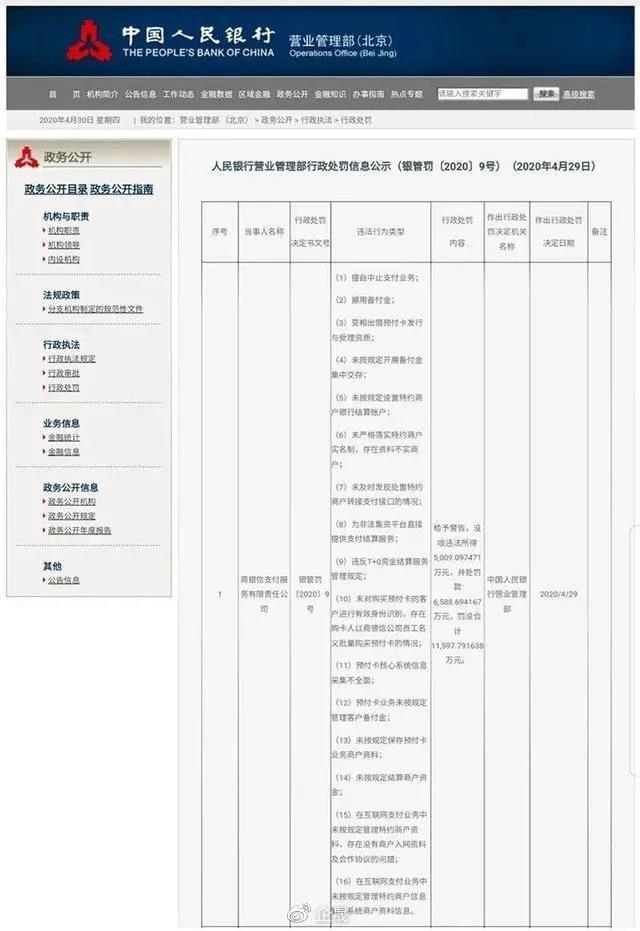 中国人民银行
THE PEOPLE'S BANK OF CHINA
营业管理部(北京)
Operations Office (Bei Jing)
首 页 机构简介 公告信息 工作动态 金融数据 区域金融 政务公开 金融知识 办事指南 热点专题 请输入搜索关键字 搜索 高级搜索
2020年4月30日 星期四 | 我的位置：营业管理部（北京）> 政务公开 > 行政执法 > 行政处罚
政务公开
政务公开目录 政务公开指南
机构与职责
机构职责
机构领导
内设机构
法规政策
分支机构制定的规范性文件
行政执法
行政执法规定
行政审批
行政处罚
业务信息
金融统计
金融信息
政务公开信息
政务公开机构
政务公开规定
政务公开年度报告
其他
公告信息
人民银行营业管理部行政处罚信息公示（银管罚〔2020〕9号）（2020年4月29日）
序号
当事人名称
行政处罚
决定书文号
违法行为类型
行政处罚
内容
作出行政处
罚决定机关
名称
作出行政处罚
决定日期
备注
1
商银信支付服
务有限责任公
司
银管罚
〔2020〕9
号
（1）擅自中止支付业务；
（2）挪用备付金；
（3）变相出借预付卡发行
与受理资质；
（4）未按规定开展备付金
集中交存；
（5）未按规定设置特约商
户银行结算账户；
（6）未严格落实特约商户
实名制，存在资料不实商
户；
（7）未及时发现处置特约
商户转接支付接口的情况；
（8）为非法集资平台直接
提供支付结算服务；
（9）违反T+0资金结算服务
管理规定；
（10）未对购买预付卡的客
户进行有效身份识别，存在
购卡人以商银信公司员工名
义批量购买预付卡的情况；
（11）预付卡核心系统信息
采集不全面；
（12）预付卡业务未按规定
管理客户备付金；
（13）未按规定保存预付卡
业务商户资料；
（14）未按规定结算商户资
金；
（15）在互联网支付业务中
未按规定管理特约商户资
料，存在没有商户入网资料
及合作协议的问题；
（16）在互联网支付业务中
未按规定管理特约商户信息
系统商户资料信息。
给予警告，没
收违法所得
5,009.097471
万元，并处罚
款
6,588.694167
万元，罚没合
计
11,597.791638
万元。
中国人民银
行营业管理
部
2020/4/29